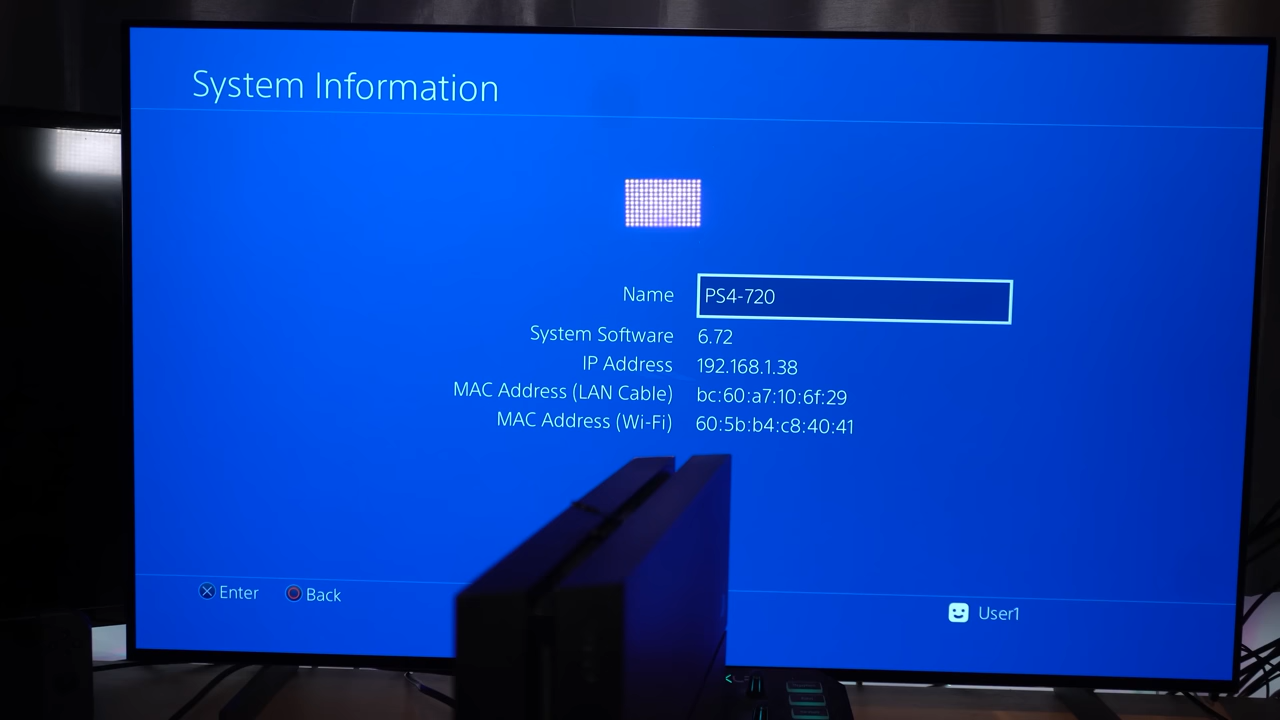 System Information
Name PS4-720
System Software 6.72
IP Address 192.168.1.38
MAC Address (LAN Cable) bc:60:a7:10:6f:29
MAC Address (Wi-Fi) 60:5b:b4:c8:40:41
Enter Back
User1